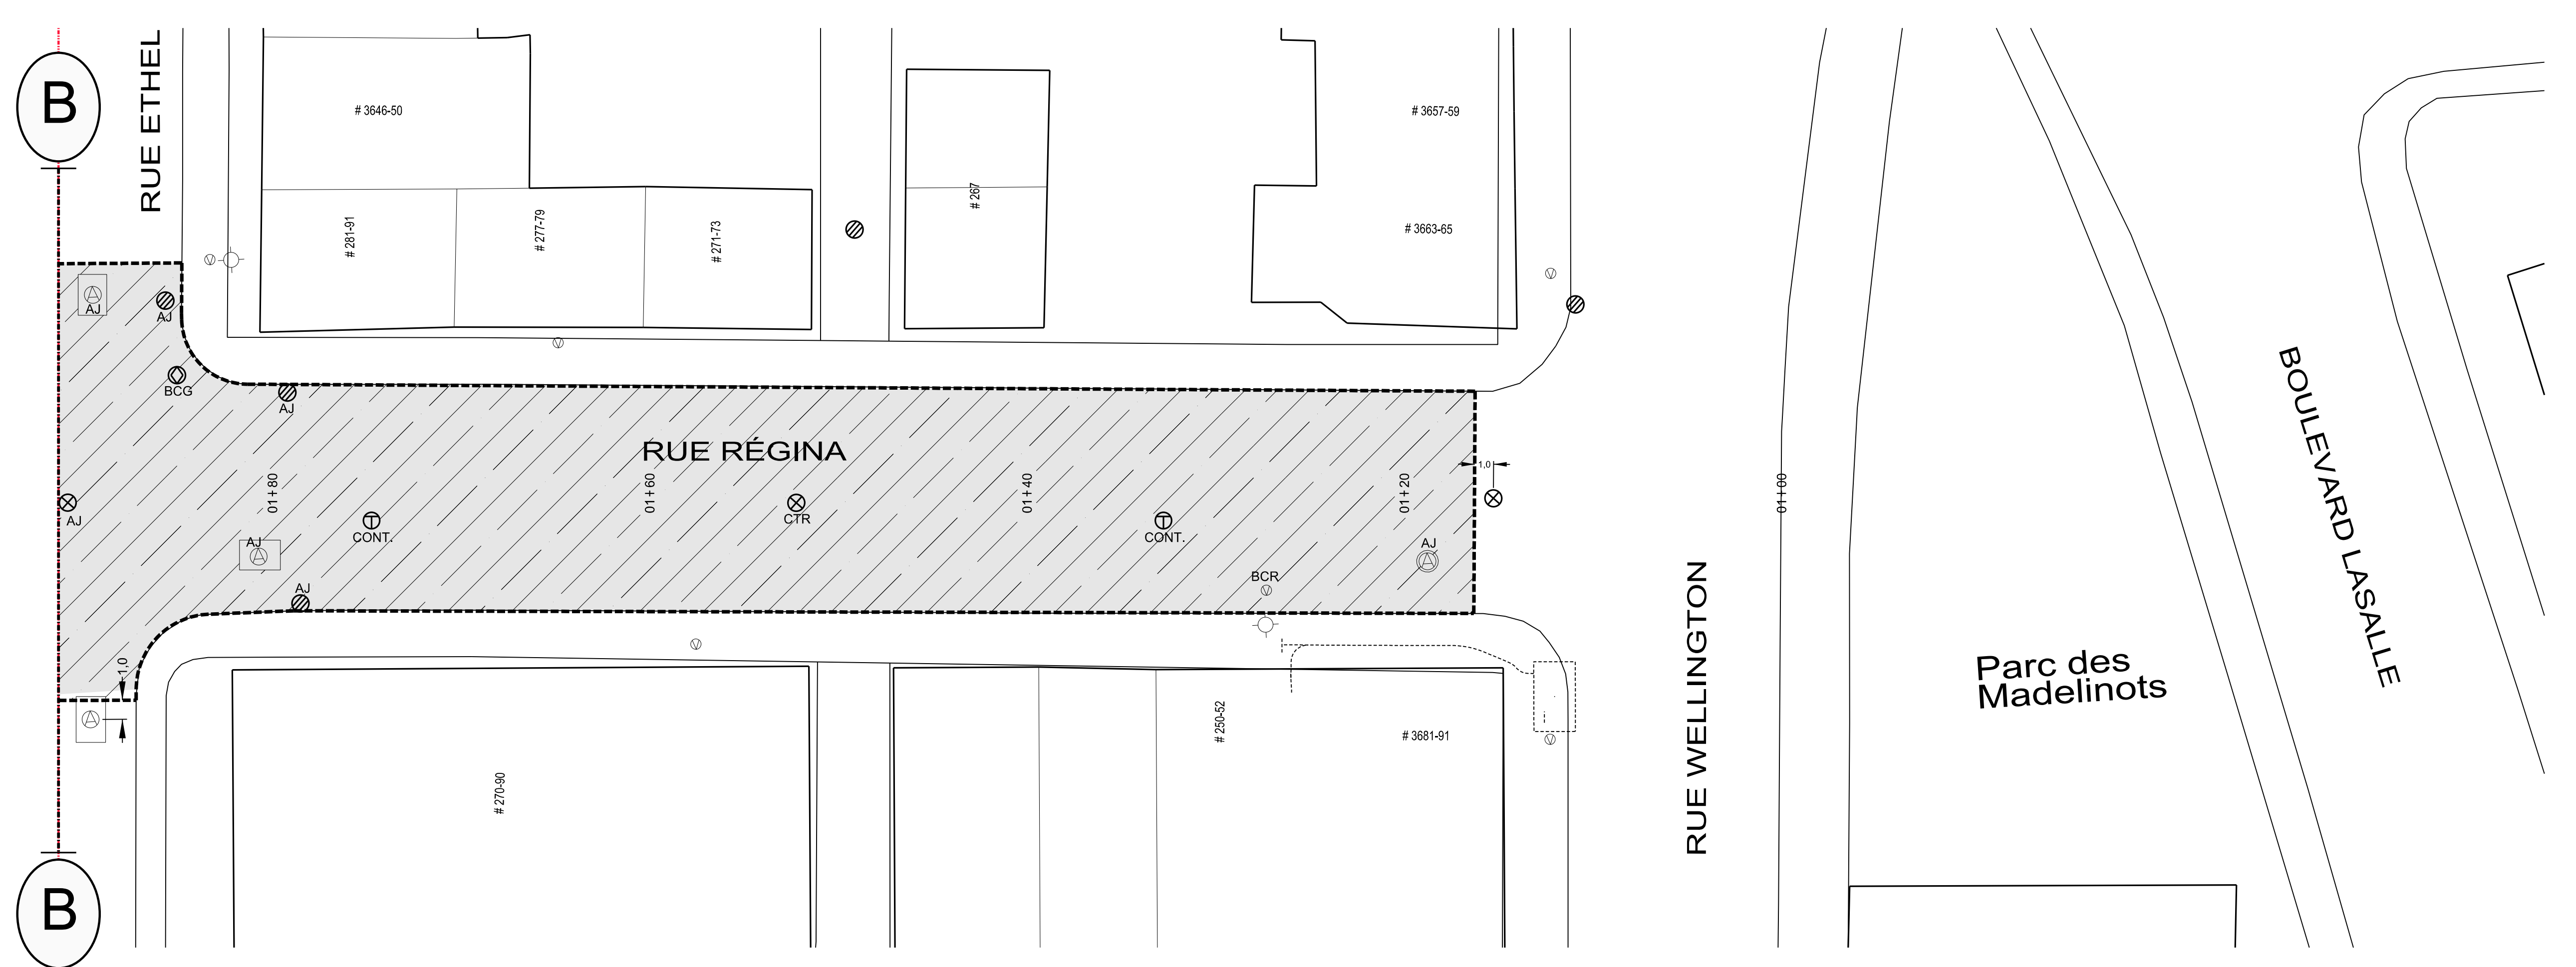 B
RUE ETHEL
# 3646-50
# 3657-59
# 281-91
# 277-79
# 271-73
# 267
# 3663-65
V
V
V
A
AJ
AJ
BCG
AJ
RUE RÉGINA
BOULEVARD LASALLE
1,0
01+80
01+60
01+40
01+20
01+00
AJ
CTR
T
CONT.
T
CONT.
AJ
A
AJ
A
AJ
BCR
V
V
1,0
A
RUE WELLINGTON
Parc des
Madelinots
# 250-52
# 3681-91
V
# 270-90
B